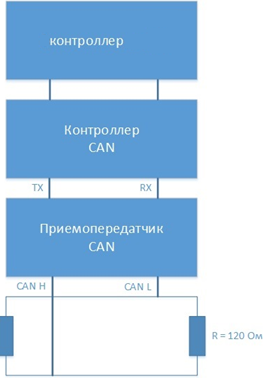 контроллер
Контроллер
CAN
TX
RX
Приемопередатчик
CAN
CAN H
CAN L
R = 120 Ом